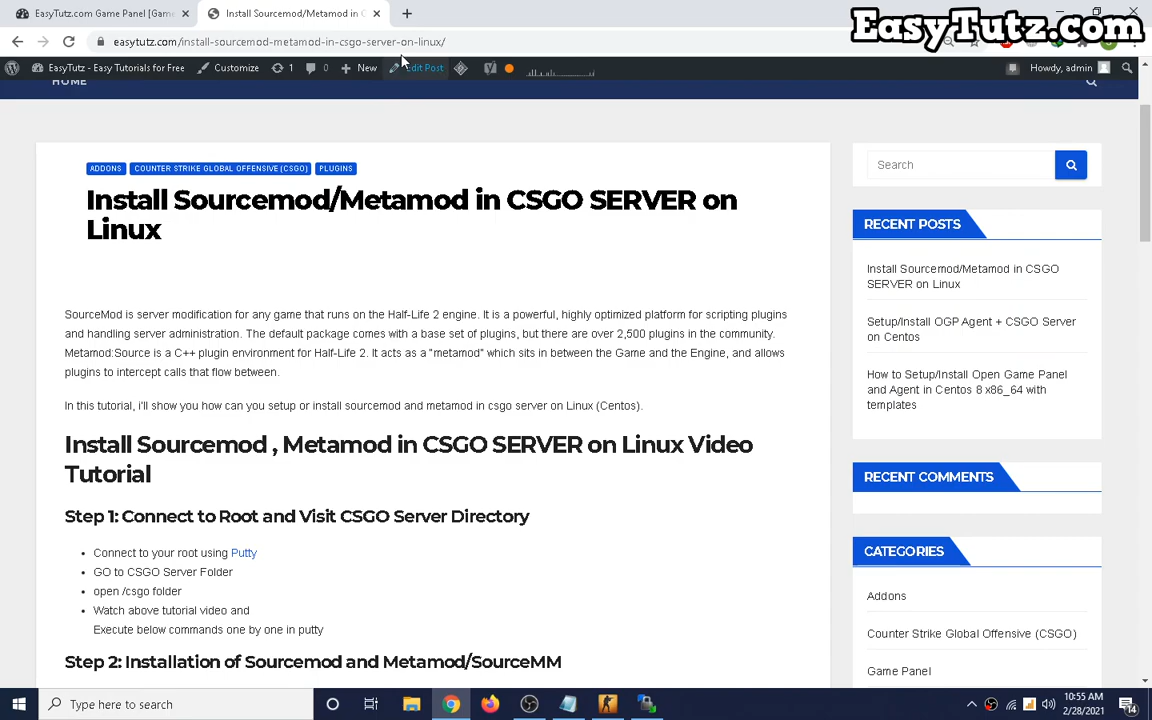 EasyTutz.com Game Panel [Gam
Install Sourcemod/Metamod in C
EasyTutz.com
easytutz.com/install-sourcemod-metamod-in-csgo-server-on-linux/
EasyTutz - Easy Tutorials for Free
Customize
1
0
New
Edit Post
Howdy, admin
HOME
ADDONS
COUNTER STRIKE GLOBAL OFFENSIVE (CSGO)
PLUGINS
Install Sourcemod/Metamod in CSGO SERVER on
Linux
SourceMod is server modification for any game that runs on the Half-Life 2 engine. It is a powerful, highly optimized platform for scripting plugins
and handling server administration. The default package comes with a base set of plugins, but there are over 2,500 plugins in the community.
Metamod:Source is a C++ plugin environment for Half-Life 2. It acts as a "metamod" which sits in between the Game and the Engine, and allows
plugins to intercept calls that flow between.
In this tutorial, i'll show you how can you setup or install sourcemod and metamod in csgo server on Linux (Centos).
Install Sourcemod , Metamod in CSGO SERVER on Linux Video
Tutorial
Step 1: Connect to Root and Visit CSGO Server Directory
Connect to your root using Putty
GO to CSGO Server Folder
open /csgo folder
Watch above tutorial video and
Execute below commands one by one in putty
Step 2: Installation of Sourcemod and Metamod/SourceMM
Search
RECENT POSTS
Install Sourcemod/Metamod in CSGO
SERVER on Linux
Setup/Install OGP Agent + CSGO Server
on Centos
How to Setup/Install Open Game Panel
and Agent in Centos 8 x86_64 with
templates
RECENT COMMENTS
CATEGORIES
Addons
Counter Strike Global Offensive (CSGO)
Game Panel
Type here to search
10:55 AM
2/28/2021
14